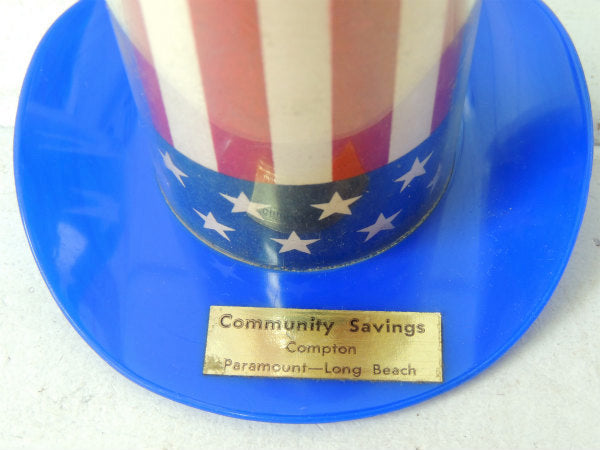 Community Savings
Compton
Paramount—Long Beach